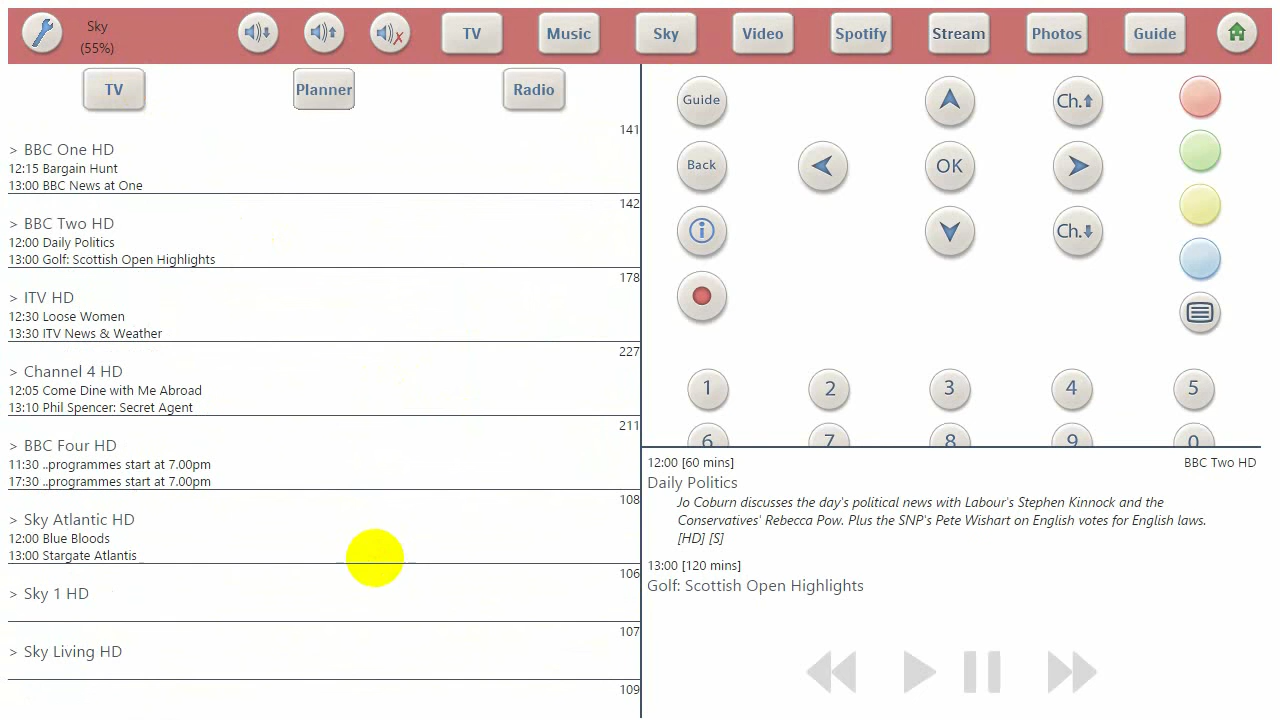 Sky
(55%)
TV
Music
Sky
Video
Spotify
Stream
Photos
Guide
TV
Planner
Radio
141
> BBC One HD
12:15 Bargain Hunt
13:00 BBC News at One
142
> BBC Two HD
12:00 Daily Politics
13:00 Golf: Scottish Open Highlights
178
> ITV HD
12:30 Loose Women
13:30 ITV News & Weather
227
> Channel 4 HD
12:05 Come Dine with Me Abroad
13:10 Phil Spencer: Secret Agent
211
> BBC Four HD
11:30 ..programmes start at 7.00pm
17:30 ..programmes start at 7.00pm
108
> Sky Atlantic HD
12:00 Blue Bloods
13:00 Stargate Atlantis
106
> Sky 1 HD
107
> Sky Living HD
109
Guide
Ch.
Back
OK
Ch.
1
2
3
4
5
6
7
8
9
0
12:00 [60 mins]
BBC Two HD
Daily Politics
Jo Coburn discusses the day's political news with Labour's Stephen Kinnock and the
Conservatives' Rebecca Pow. Plus the SNP's Pete Wishart on English votes for English laws.
[HD] [S]
13:00 [120 mins]
Golf: Scottish Open Highlights